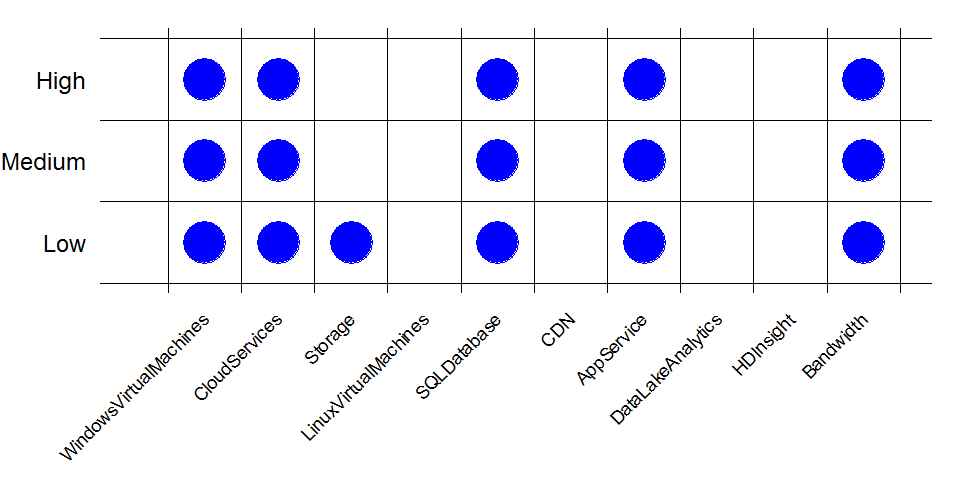 High
Medium
Low
WindowsVirtualMachines
CloudServices
Storage
LinuxVirtualMachines
SQLDatabase
CDN
AppService
DataLakeAnalytics
HDInsight
Bandwidth